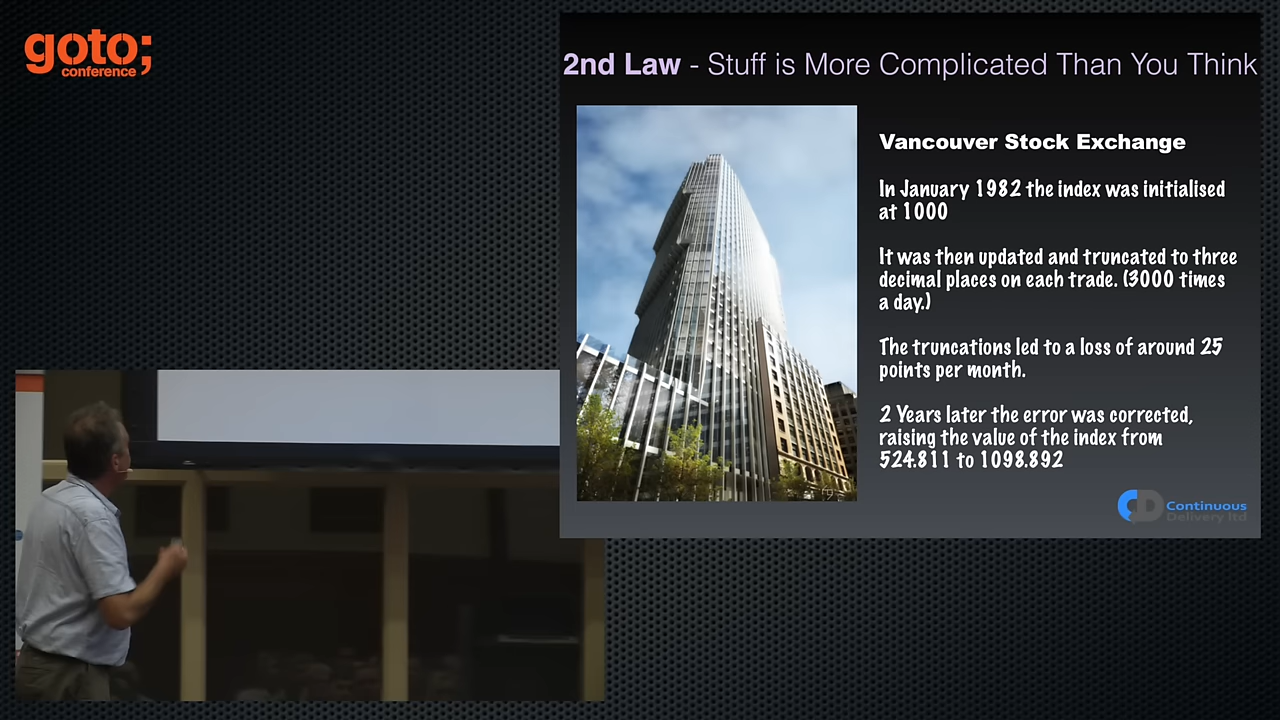 goto;
conference
2nd Law - Stuff is More Complicated Than You Think
Vancouver Stock Exchange
In January 1982 the index was initialised
at 1000
It was then updated and truncated to three
decimal places on each trade. (3000 times
a day.)
The truncations led to a loss of around 25
points per month.
2 Years later the error was corrected,
raising the value of the index from
524.811 to 1098.892
CD Continuous
Delivery ltd